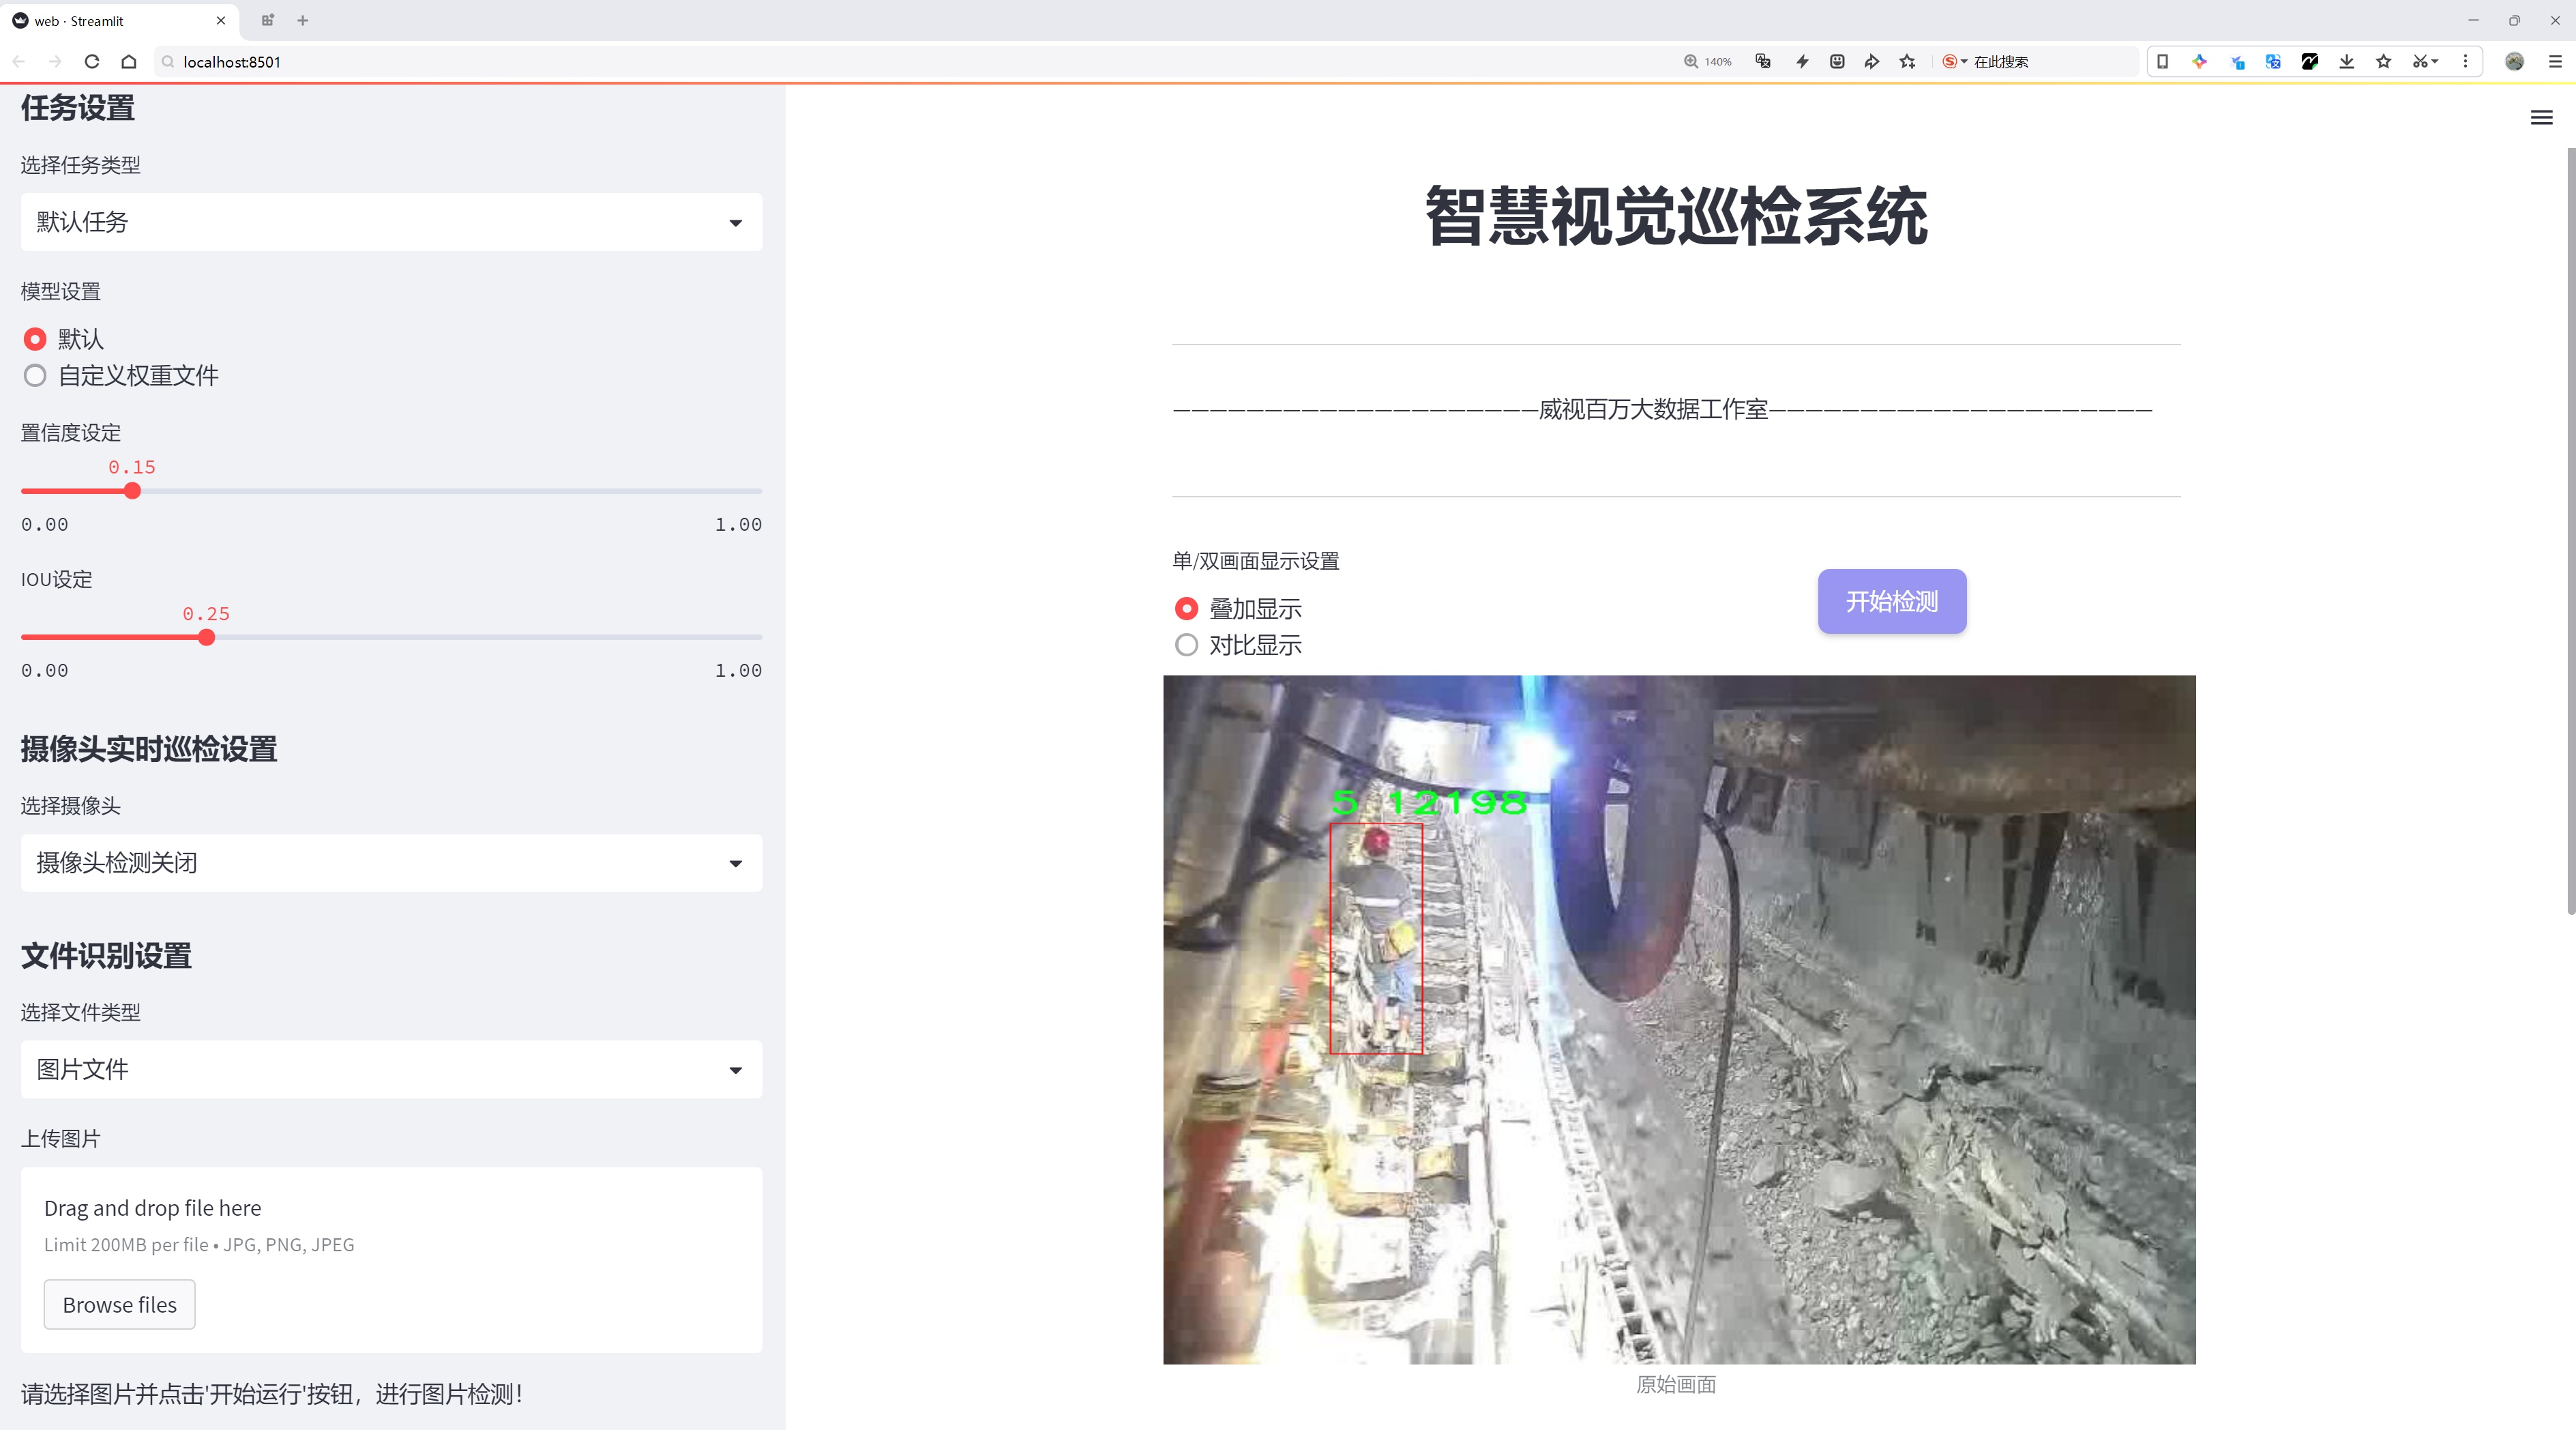 web · Streamlit
localhost:8501
140%
在此搜索
任务设置
选择任务类型
默认任务
模型设置
默认
自定义权重文件
置信度设定
0.15
0.00
1.00
IOU设定
0.25
0.00
1.00
摄像头实时巡检设置
选择摄像头
摄像头检测关闭
文件识别设置
选择文件类型
图片文件
上传图片
Drag and drop file here
Limit 200MB per file • JPG, PNG, JPEG
Browse files
请选择图片并点击'开始运行'按钮，进行图片检测！
智慧视觉巡检系统
————————————————————威视百万大数据工作室—————————————————————
单/双画面显示设置
叠加显示
对比显示
开始检测
5 12198
原始画面